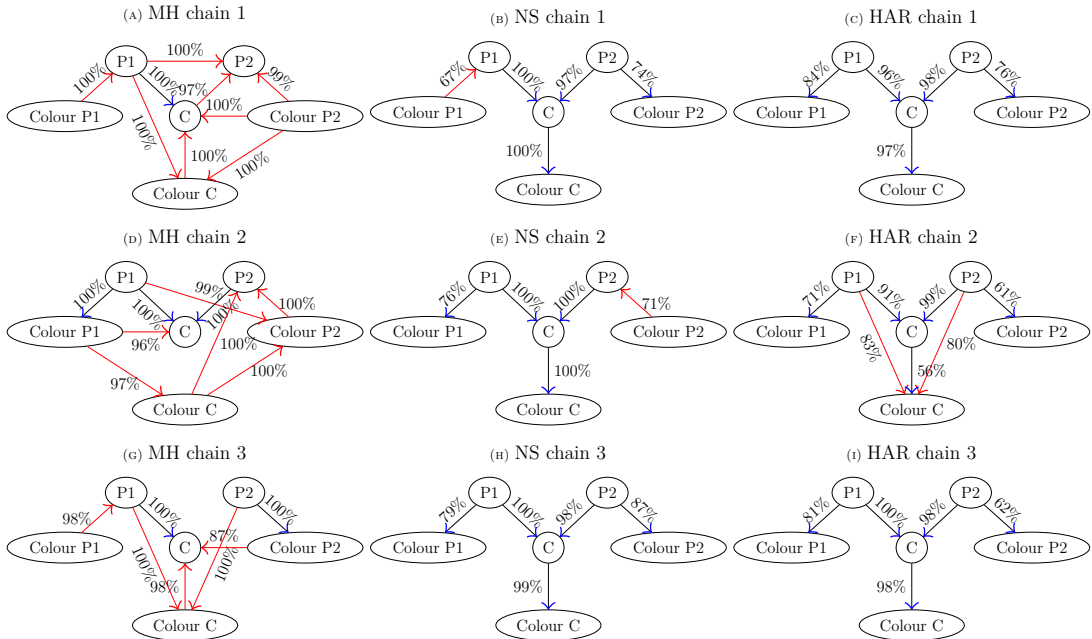 (A) MH chain 1
P1
P2
C
Colour P1
Colour P2
Colour C
100%
100%
100%
97%
99%
100%
100%
100%
100%
(B) NS chain 1
P1
P2
C
Colour P1
Colour P2
Colour C
67%
100%
97%
74%
100%
(C) HAR chain 1
P1
P2
C
Colour P1
Colour P2
Colour C
84%
96%
98%
76%
97%
(D) MH chain 2
P1
P2
C
Colour P1
Colour P2
Colour C
100%
100%
99%
100%
100%
96%
100%
97%
100%
(E) NS chain 2
P1
P2
C
Colour P1
Colour P2
Colour C
76%
100%
100%
71%
100%
(F) HAR chain 2
P1
P2
C
Colour P1
Colour P2
Colour C
71%
91%
99%
61%
83%
80%
56%
(G) MH chain 3
P1
P2
C
Colour P1
Colour P2
Colour C
98%
100%
100%
87%
100%
98%
100%
(H) NS chain 3
P1
P2
C
Colour P1
Colour P2
Colour C
79%
100%
98%
87%
99%
(I) HAR chain 3
P1
P2
C
Colour P1
Colour P2
Colour C
81%
100%
98%
62%
98%